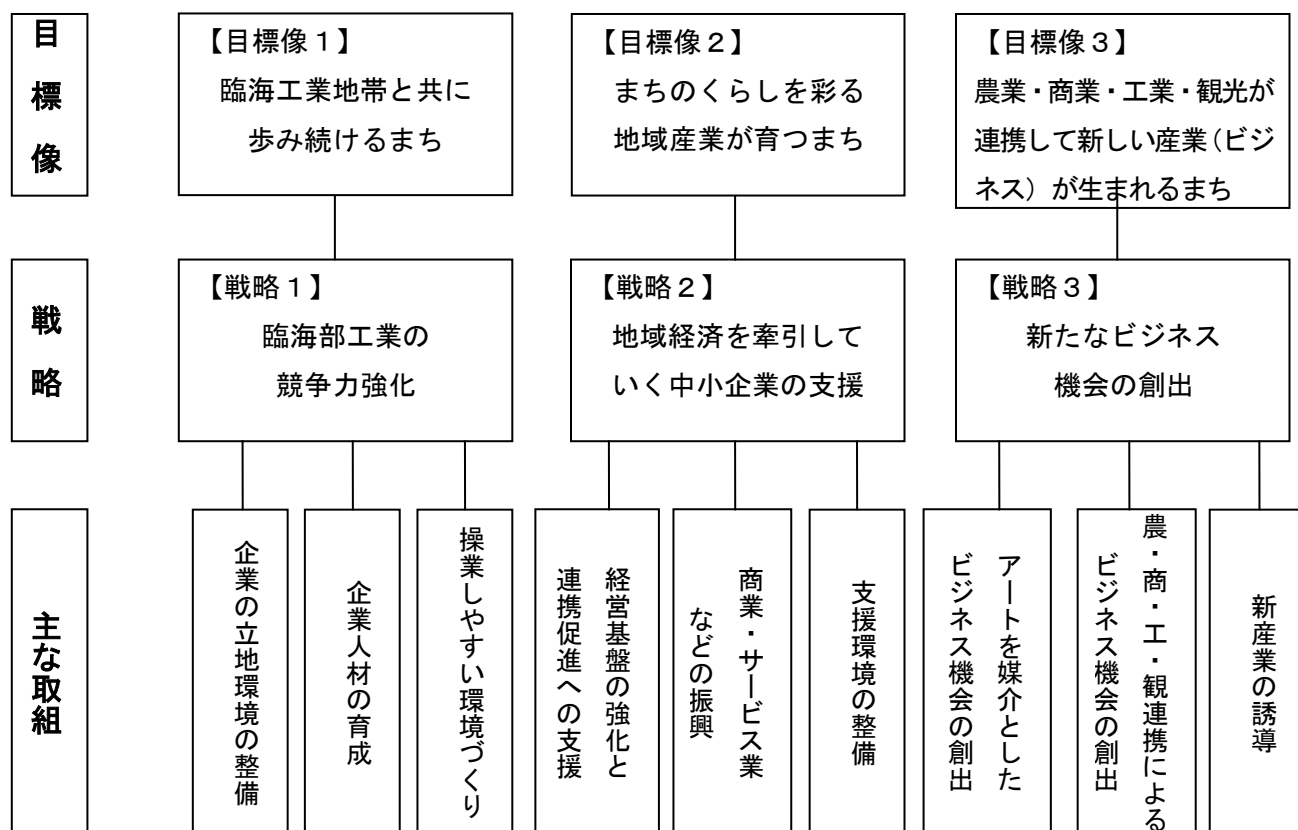 目標像
【目標像１】
臨海工業地帯と共に
歩み続けるまち
【目標像２】
まちのくらしを彩る
地域産業が育つまち
【目標像３】
農業・商業・工業・観光が
連携して新しい産業（ビジ
ネス）が生まれるまち
戦略
【戦略１】
臨海部工業の
競争力強化
【戦略２】
地域経済を牽引して
いく中小企業の支援
【戦略３】
新たなビジネス
機会の創出
主な取組
企業の立地環境の整備
企業人材の育成
操業しやすい環境づくり
経営基盤の強化と
連携促進への支援
商業・サービス業
などの振興
支援環境の整備
アートを媒介とした
ビジネス機会の創出
農・商・工・観連携による
ビジネス機会の創出
新産業の誘導